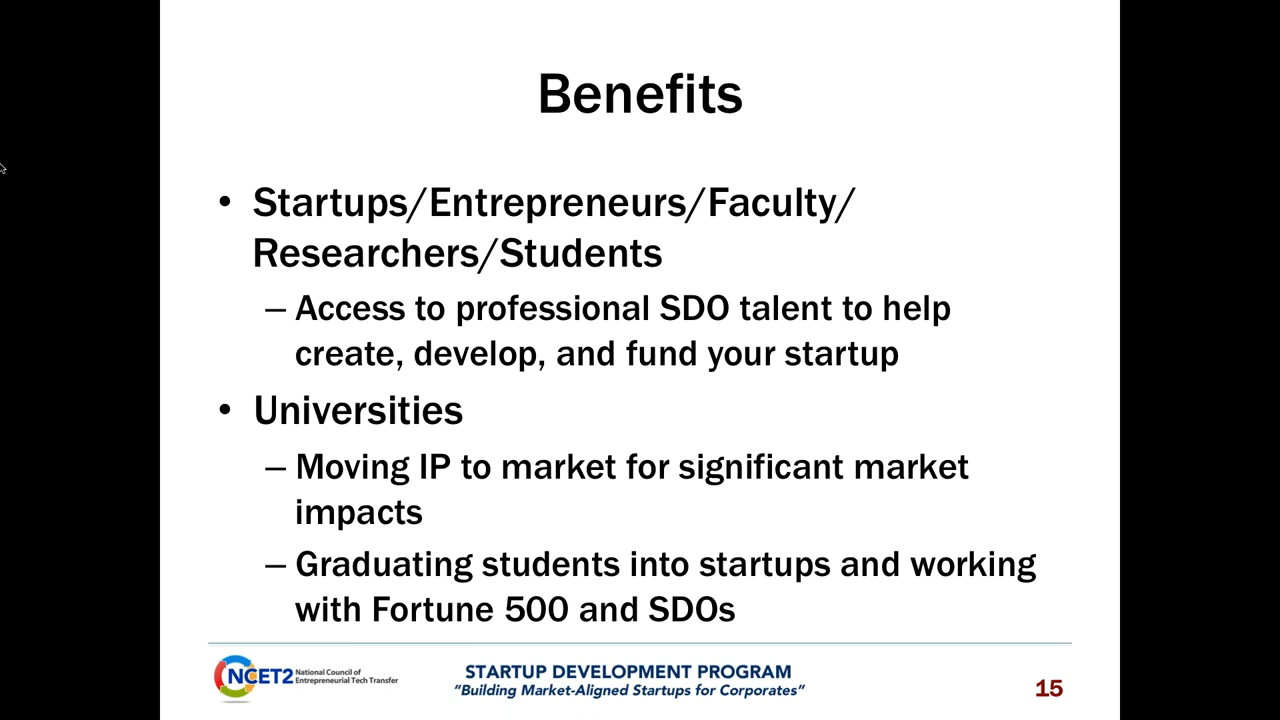 Benefits
• Startups/Entrepreneurs/Faculty/
Researchers/Students
– Access to professional SDO talent to help
create, develop, and fund your startup
• Universities
– Moving IP to market for significant market
impacts
– Graduating students into startups and working
with Fortune 500 and SDOs
NCET2 National Council of
Entrepreneurial Tech Transfer
STARTUP DEVELOPMENT PROGRAM
"Building Market-Aligned Startups for Corporates"
15